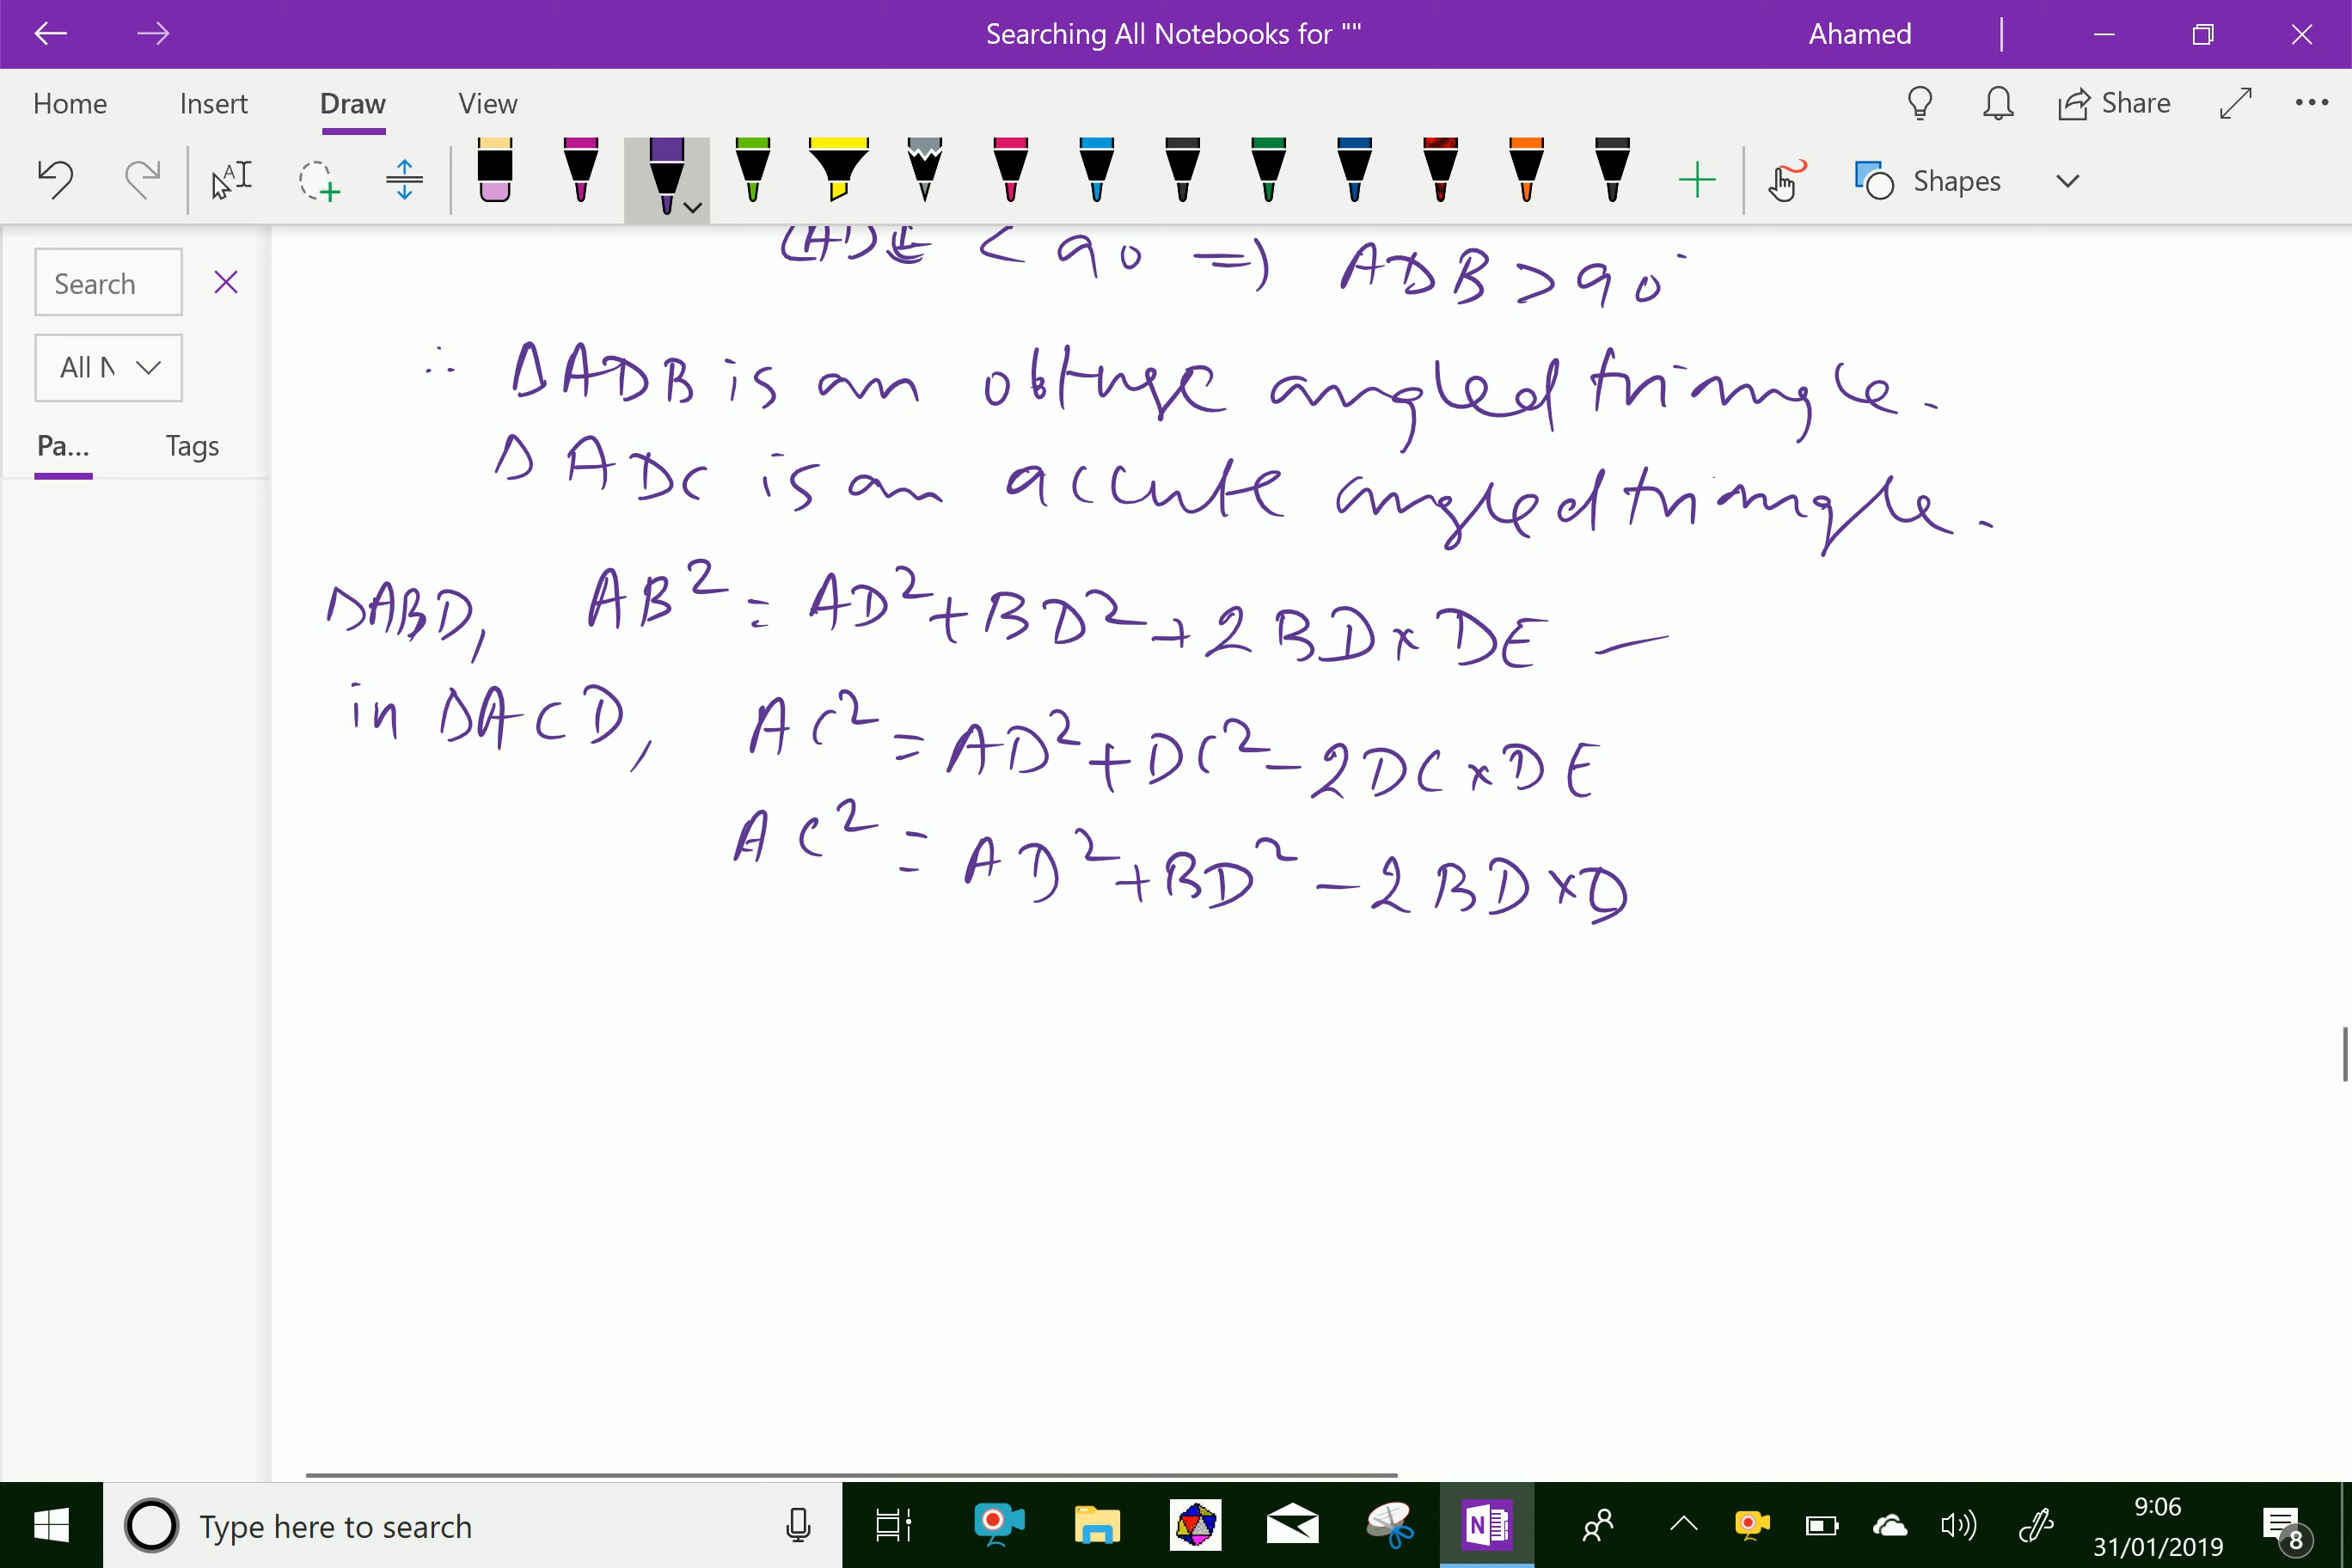 Searching All Notebooks for ""
Ahamed
Home Insert Draw View
Share
Shapes
Search
All N
Pa... Tags
∠ADE < 90 => ADB > 90°
∴ ΔADB is an obtuse angled triangle.
ΔADC is an accute angled triangle.
ΔABD, AB² = AD² + BD² + 2BD × DE —
in ΔACD, AC² = AD² + DC² - 2DC × DE
AC² = AD² + BD² - 2BD × D
Type here to search
N
9:06
31/01/2019
8